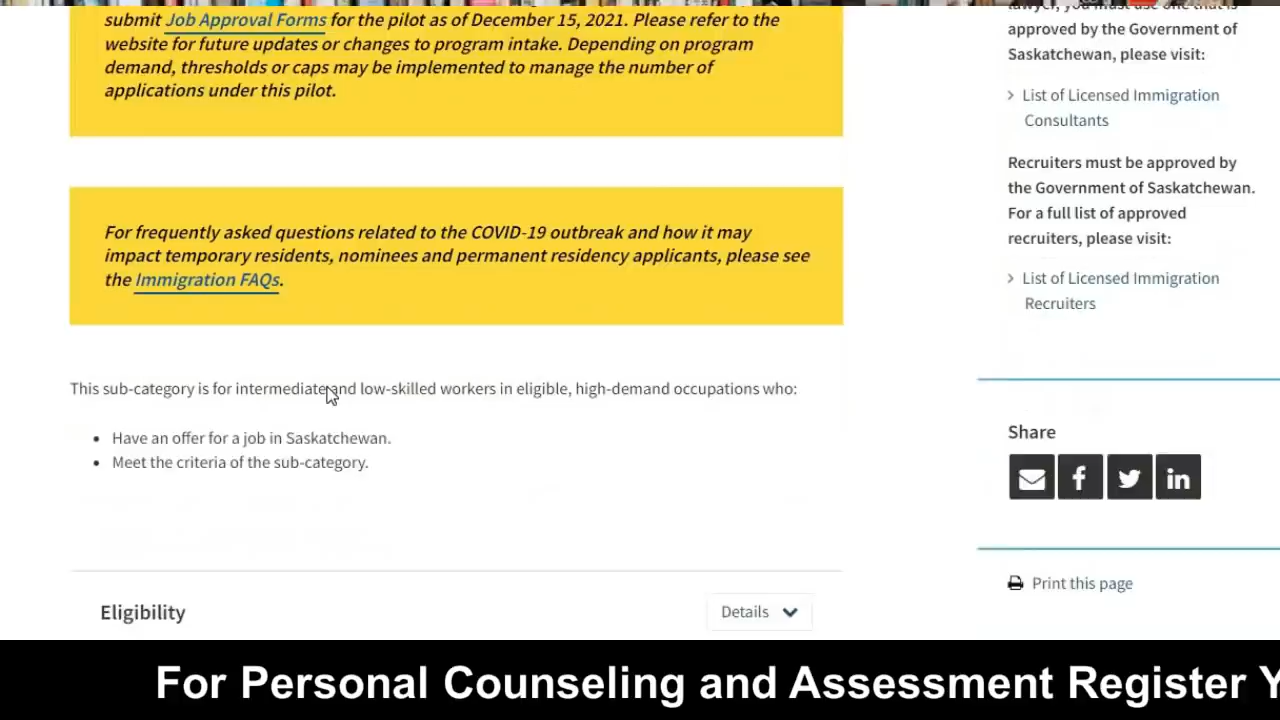 submit Job Approval Forms for the pilot as of December 15, 2021. Please refer to the
website for future updates or changes to program intake. Depending on program
demand, thresholds or caps may be implemented to manage the number of
applications under this pilot.
For frequently asked questions related to the COVID-19 outbreak and how it may
impact temporary residents, nominees and permanent residency applicants, please see
the Immigration FAQs.
This sub-category is for intermediate and low-skilled workers in eligible, high-demand occupations who:
• Have an offer for a job in Saskatchewan.
• Meet the criteria of the sub-category.
Eligibility
Details
lawyer, you must use one that is
approved by the Government of
Saskatchewan, please visit:
List of Licensed Immigration
Consultants
Recruiters must be approved by
the Government of Saskatchewan.
For a full list of approved
recruiters, please visit:
List of Licensed Immigration
Recruiters
Share
Print this page
For Personal Counseling and Assessment Register Y